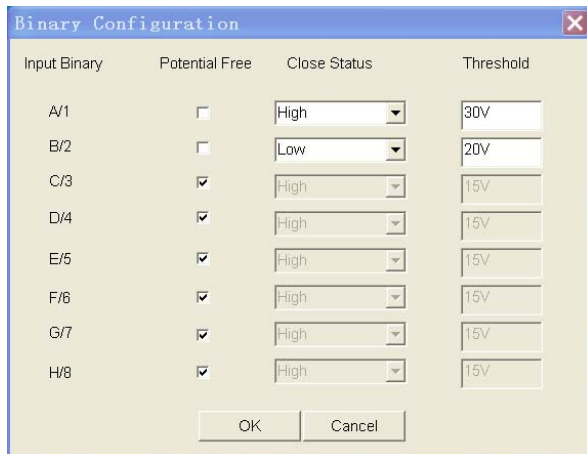 Binary Configuration
Input Binary Potential Free Close Status Threshold
A/1 High 30V
B/2 Low 20V
C/3 High 15V
D/4 High 15V
E/5 High 15V
F/6 High 15V
G/7 High 15V
H/8 High 15V
OK Cancel